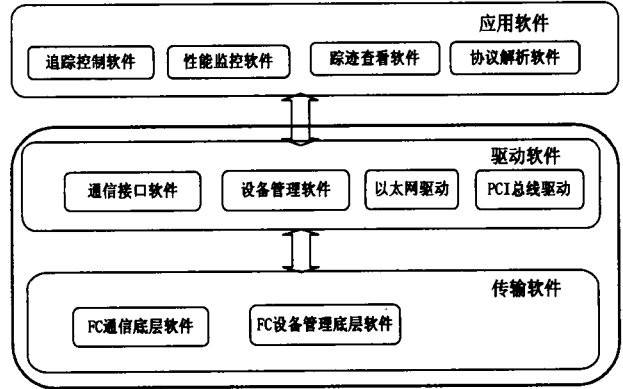 应用软件
追踪控制软件 性能监控软件 踪迹查看软件 协议解析软件
驱动软件
通信接口软件 设备管理软件 以太网驱动 PCI总线驱动
传输软件
FC通信底层软件 FC设备管理底层软件